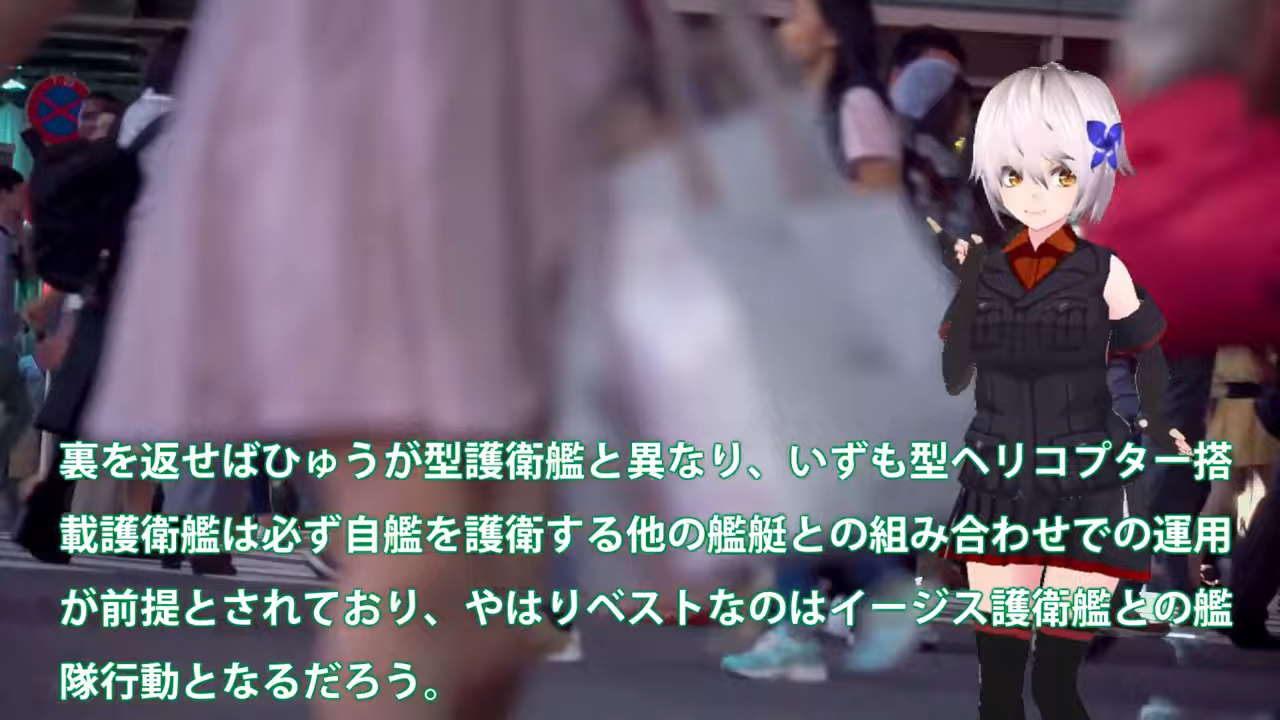 裏を返せばひゅうが型護衛艦と異なり、いずも型ヘリコプター搭
載護衛艦は必ず自艦を護衛する他の艦艇との組み合わせでの運用
が前提とされており、やはりベストなのはイージス護衛艦との艦
隊行動となるだろう。